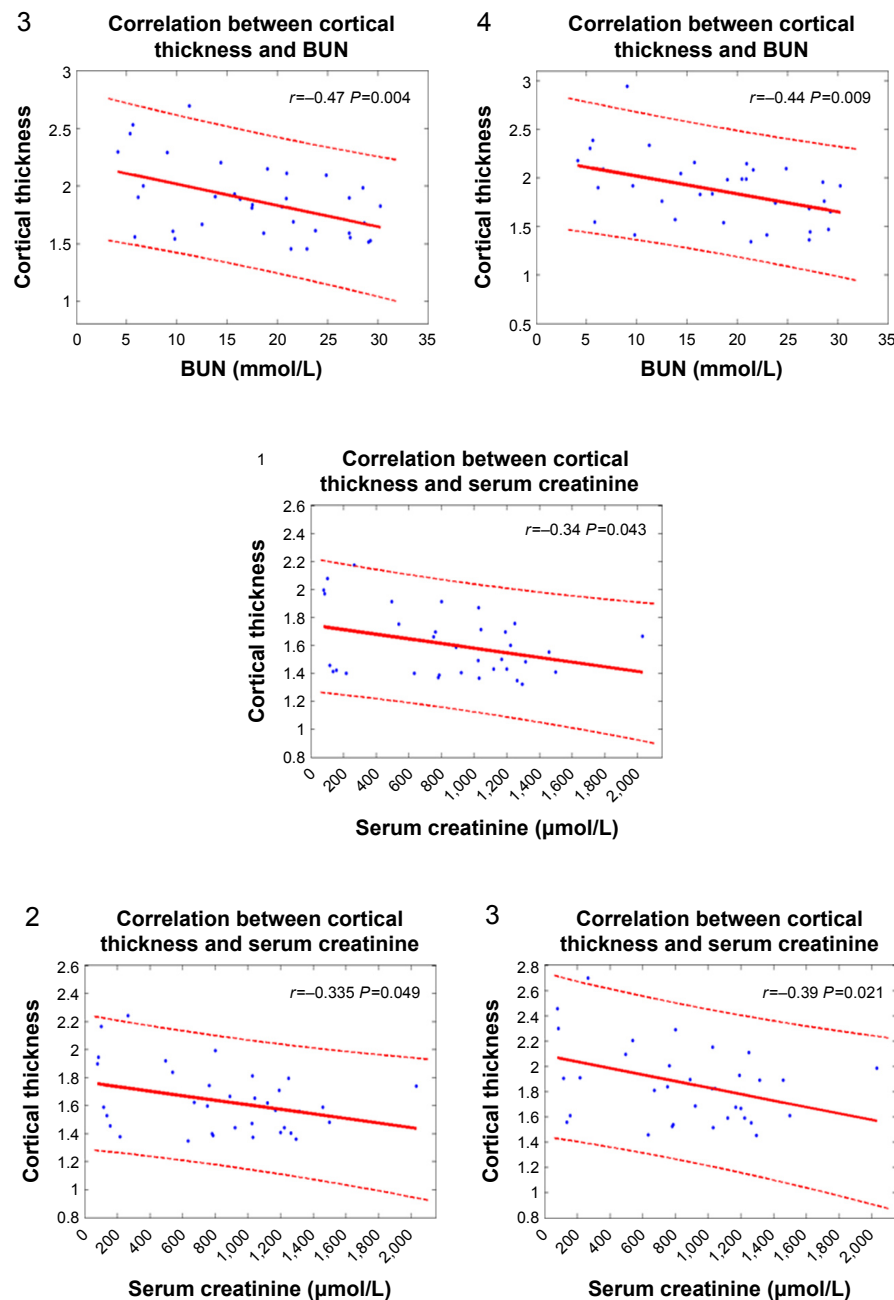 3
Correlation between cortical
thickness and BUN
r=–0.47 P=0.004
3
2.5
2
1.5
1
Cortical thickness
0 5 10 15 20 25 30 35
BUN (mmol/L)
4
Correlation between cortical
thickness and BUN
r=–0.44 P=0.009
3
2.5
2
1.5
1
0.5
Cortical thickness
0 5 10 15 20 25 30 35
BUN (mmol/L)
1
Correlation between cortical
thickness and serum creatinine
r=–0.34 P=0.043
2.6
2.4
2.2
2
1.8
1.6
1.4
1.2
1
0.8
Cortical thickness
0 200 400 600 800 1,000 1,200 1,400 1,600 1,800 2,000
Serum creatinine (µmol/L)
2
Correlation between cortical
thickness and serum creatinine
r=–0.335 P=0.049
2.6
2.4
2.2
2
1.8
1.6
1.4
1.2
1
0.8
Cortical thickness
0 200 400 600 800 1,000 1,200 1,400 1,600 1,800 2,000
Serum creatinine (µmol/L)
3
Correlation between cortical
thickness and serum creatinine
r=–0.39 P=0.021
2.8
2.6
2.4
2.2
2
1.8
1.6
1.4
1.2
1
0.8
Cortical thickness
0 200 400 600 800 1,000 1,200 1,400 1,600 1,800 2,000
Serum creatinine (µmol/L)